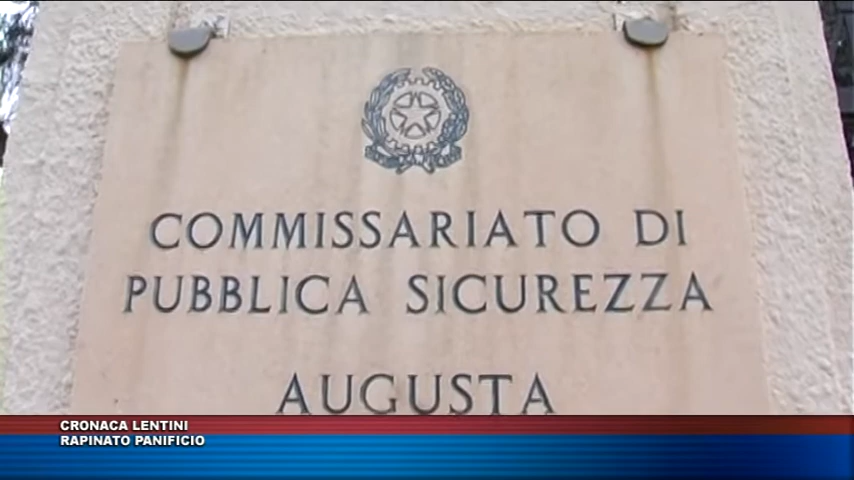 COMMISSARIATO DI
PUBBLICA SICUREZZA
AUGUSTA
CRONACA LENTINI
RAPINATO PANIFICIO